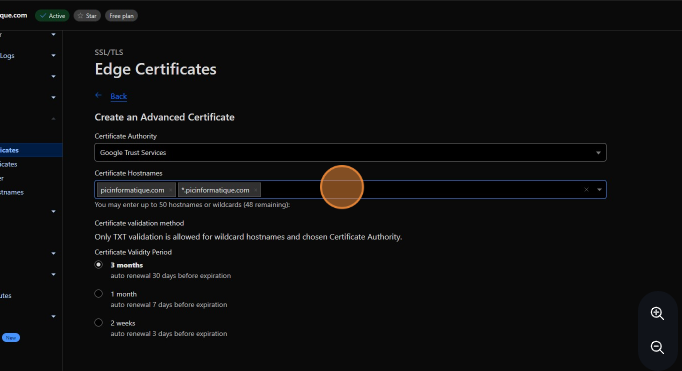 que.com Active Star Free plan
r
Logs
SSL/TLS
Edge Certificates
Back
Create an Advanced Certificate
Certificate Authority
Google Trust Services
icates
icates
er
stnames
Certificate Hostnames
picinformatique.com *.picinformatique.com
You may enter up to 50 hostnames or wildcards (48 remaining):
Certificate validation method
Only TXT validation is allowed for wildcard hostnames and chosen Certificate Authority.
Certificate Validity Period
3 months
auto renewal 30 days before expiration
1 month
auto renewal 7 days before expiration
2 weeks
auto renewal 3 days before expiration
utes
New